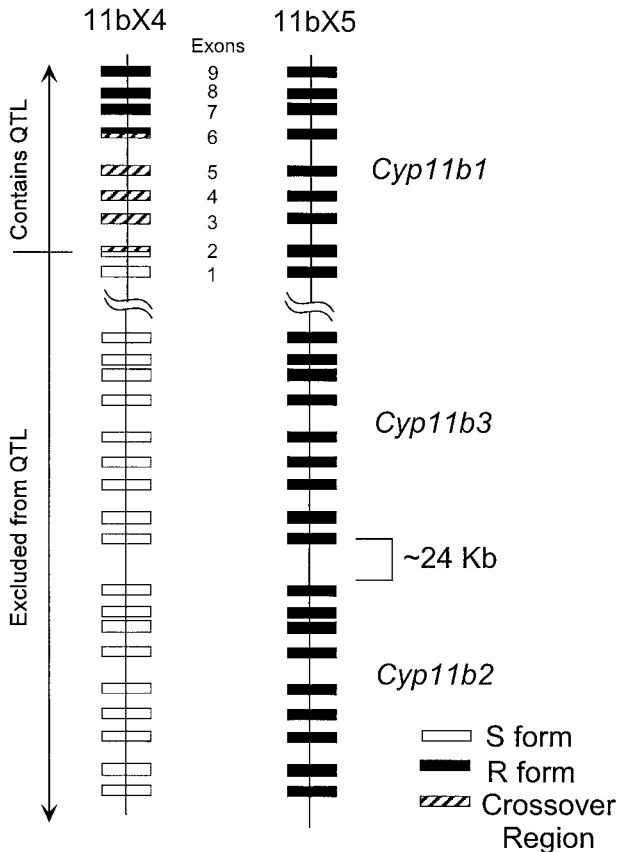 11bX4
11bX5
Exons
9
8
7
6
5
4
3
2
1
Contains QTL
Excluded from QTL
Cyp11b1
Cyp11b3
~24 Kb
Cyp11b2
S form
R form
Crossover
Region